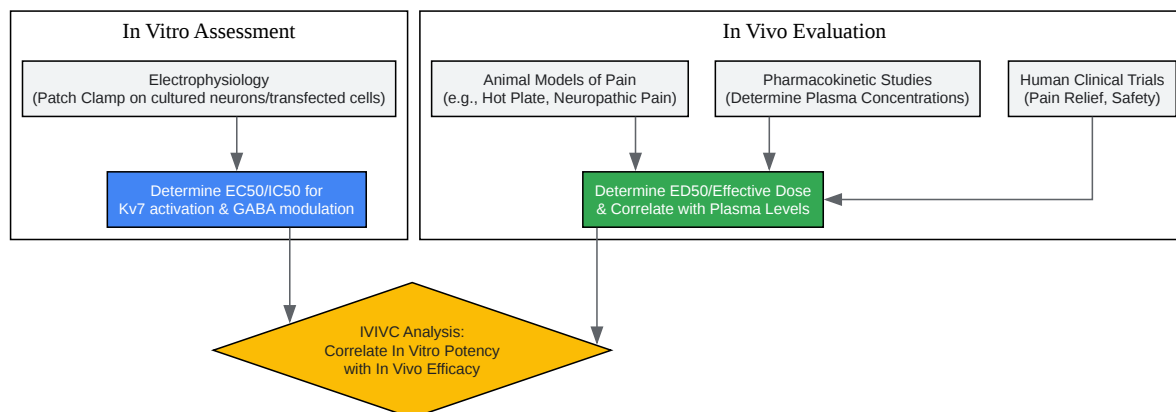 In Vitro Assessment
Electrophysiology
(Patch Clamp on cultured neurons/transfected cells)
Determine EC50/IC50 for
Kv7 activation & GABA modulation
In Vivo Evaluation
Animal Models of Pain
(e.g., Hot Plate, Neuropathic Pain)
Pharmacokinetic Studies
(Determine Plasma Concentrations)
Human Clinical Trials
(Pain Relief, Safety)
Determine ED50/Effective Dose
& Correlate with Plasma Levels
IVIVC Analysis:
Correlate In Vitro Potency
with In Vivo Efficacy